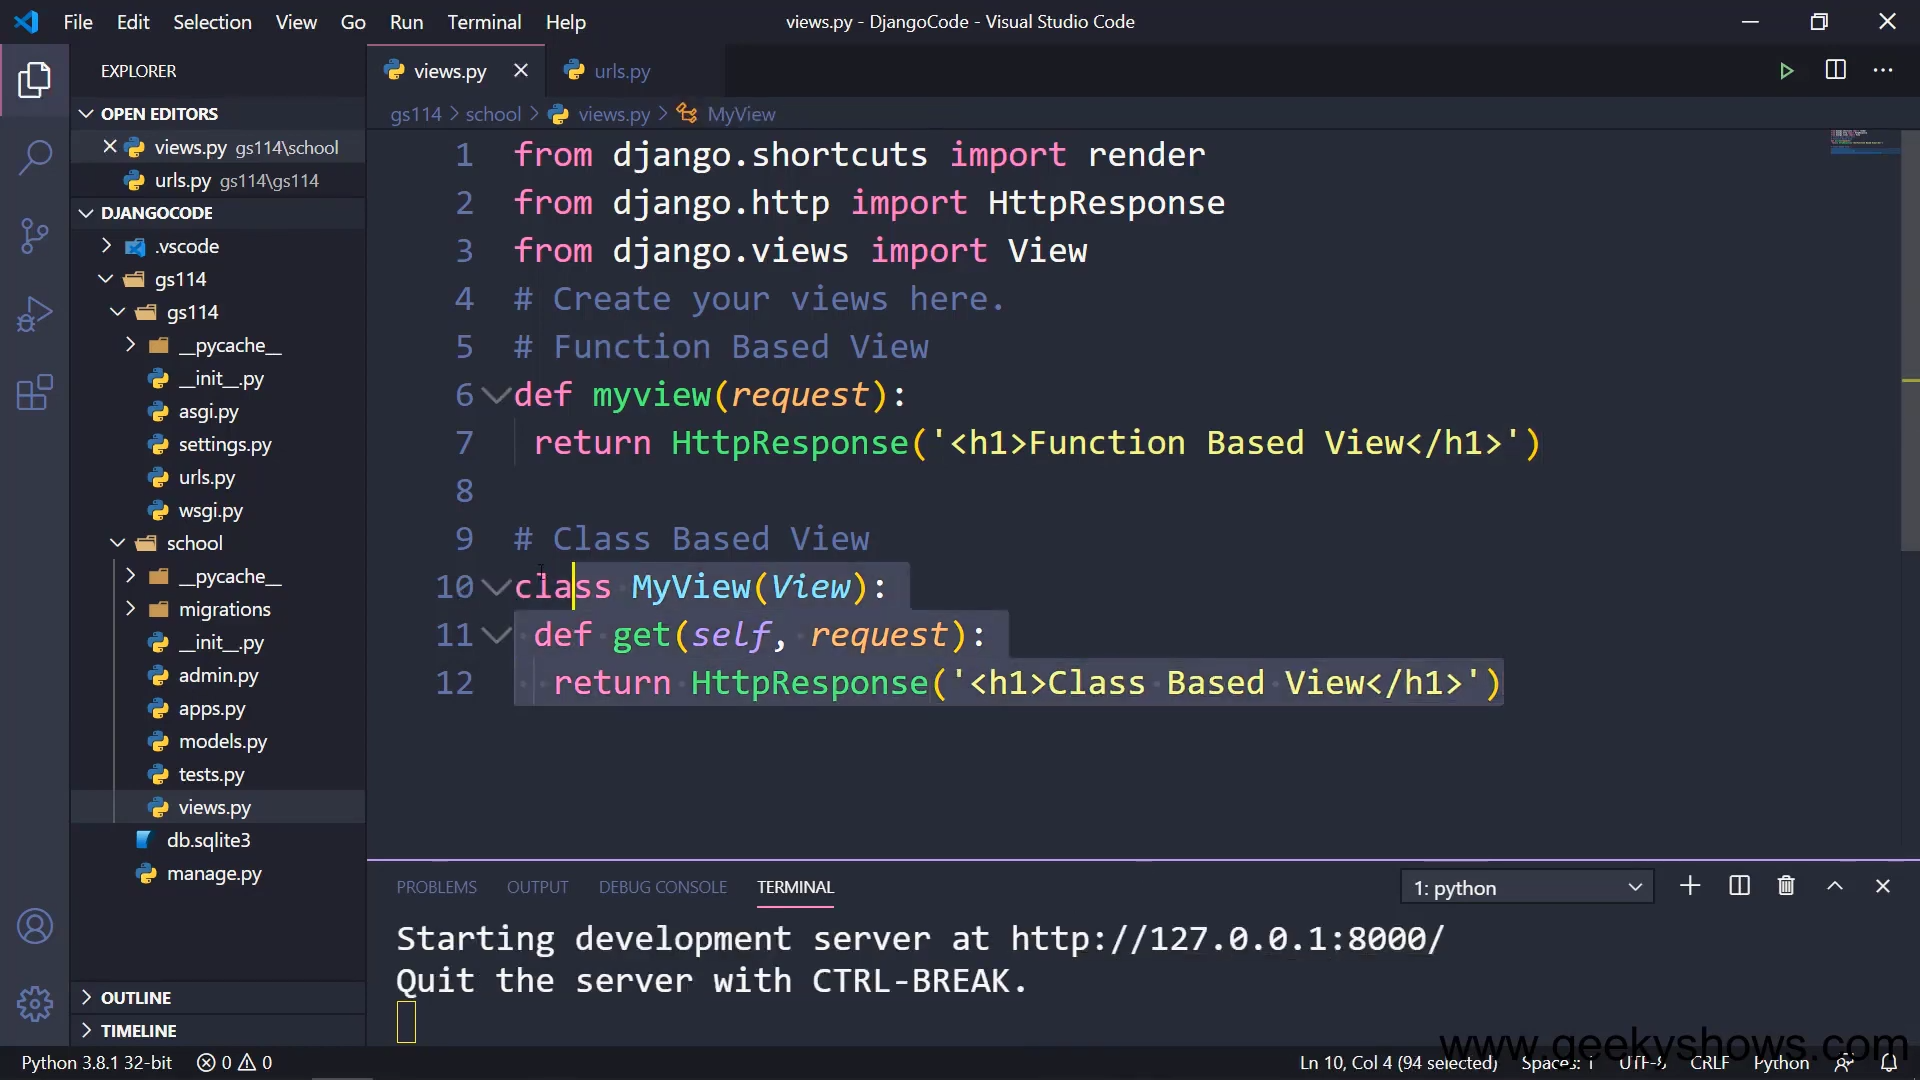 File Edit Selection View Go Run Terminal Help
views.py - DjangoCode - Visual Studio Code
EXPLORER
OPEN EDITORS
views.py gs114\school
urls.py gs114\gs114
DJANGOCODE
.vscode
gs114
gs114
__pycache__
__init__.py
asgi.py
settings.py
urls.py
wsgi.py
school
__pycache__
migrations
__init__.py
admin.py
apps.py
models.py
tests.py
views.py
db.sqlite3
manage.py
OUTLINE
TIMELINE
views.py
urls.py
gs114 > school > views.py > MyView
1 from django.shortcuts import render
2 from django.http import HttpResponse
3 from django.views import View
4 # Create your views here.
5 # Function Based View
6 def myview(request):
7 return HttpResponse('<h1>Function Based View</h1>')
8
9 # Class Based View
10 class MyView(View):
11 def get(self, request):
12 return HttpResponse('<h1>Class Based View</h1>')
PROBLEMS OUTPUT DEBUG CONSOLE TERMINAL
1: python
Starting development server at http://127.0.0.1:8000/
Quit the server with CTRL-BREAK.
www.geekyshows.com
Python 3.8.1 32-bit 0 0
Ln 10, Col 4 (94 selected) Spaces: 1 UTF-8 CRLF Python